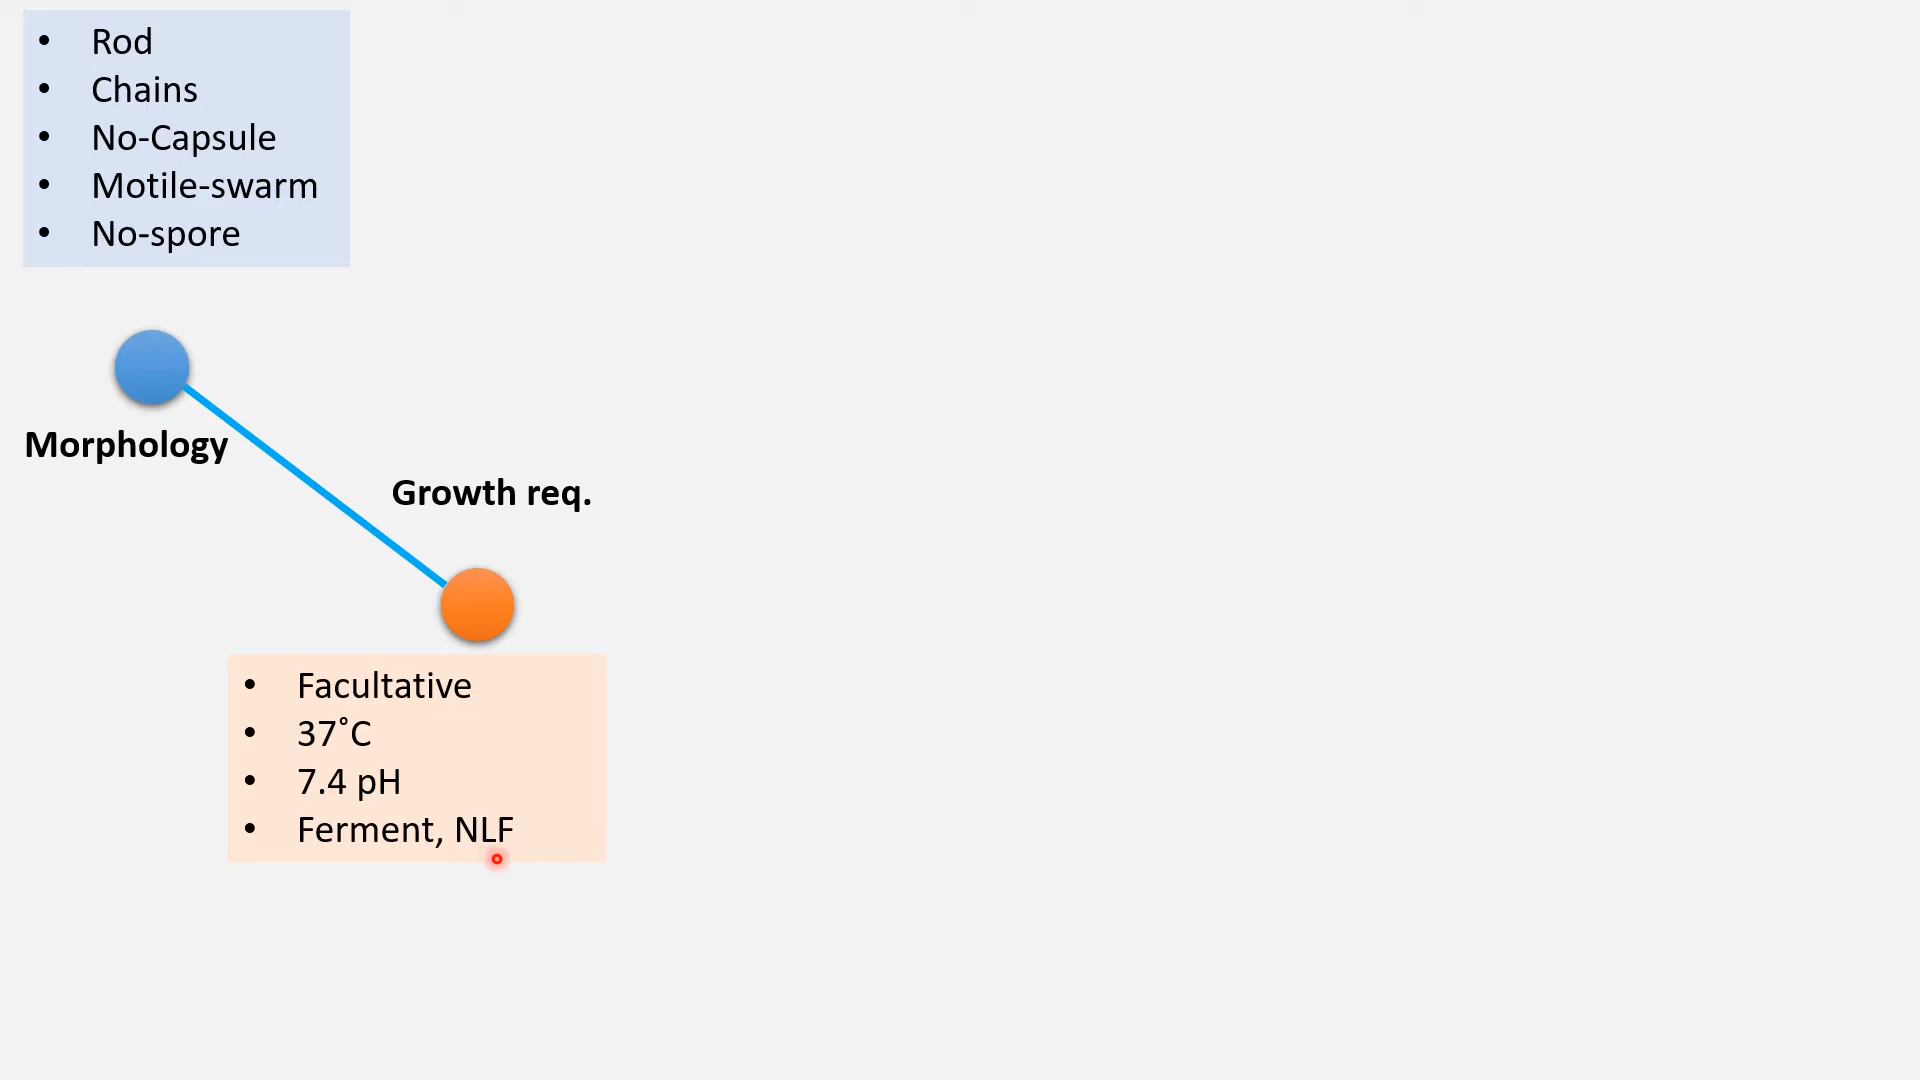 • Rod
• Chains
• No-Capsule
• Motile-swarm
• No-spore
Morphology
Growth req.
• Facultative
• 37˚C
• 7.4 pH
• Ferment, NLF